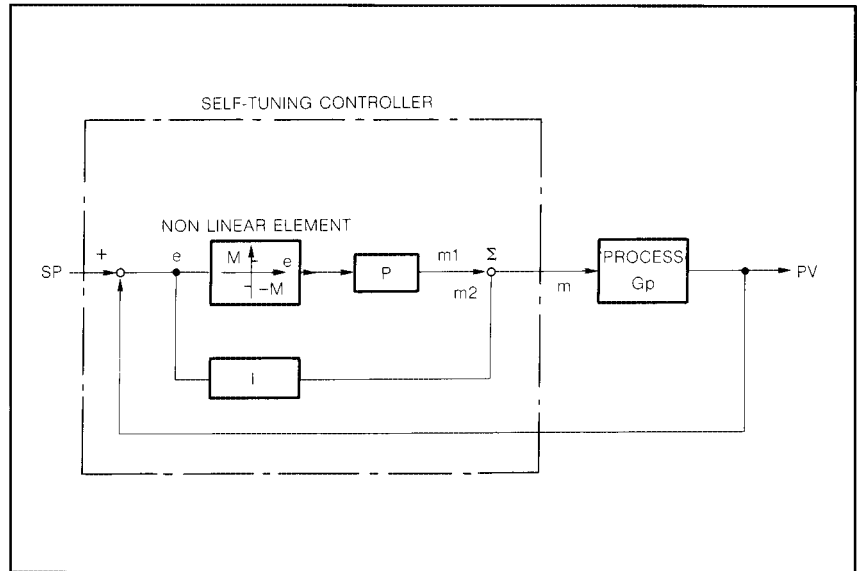 SELF-TUNING CONTROLLER
NON LINEAR ELEMENT
SP
+
e
M
e
-M
P
m1
m2
Σ
m
PROCESS
Gp
PV
I